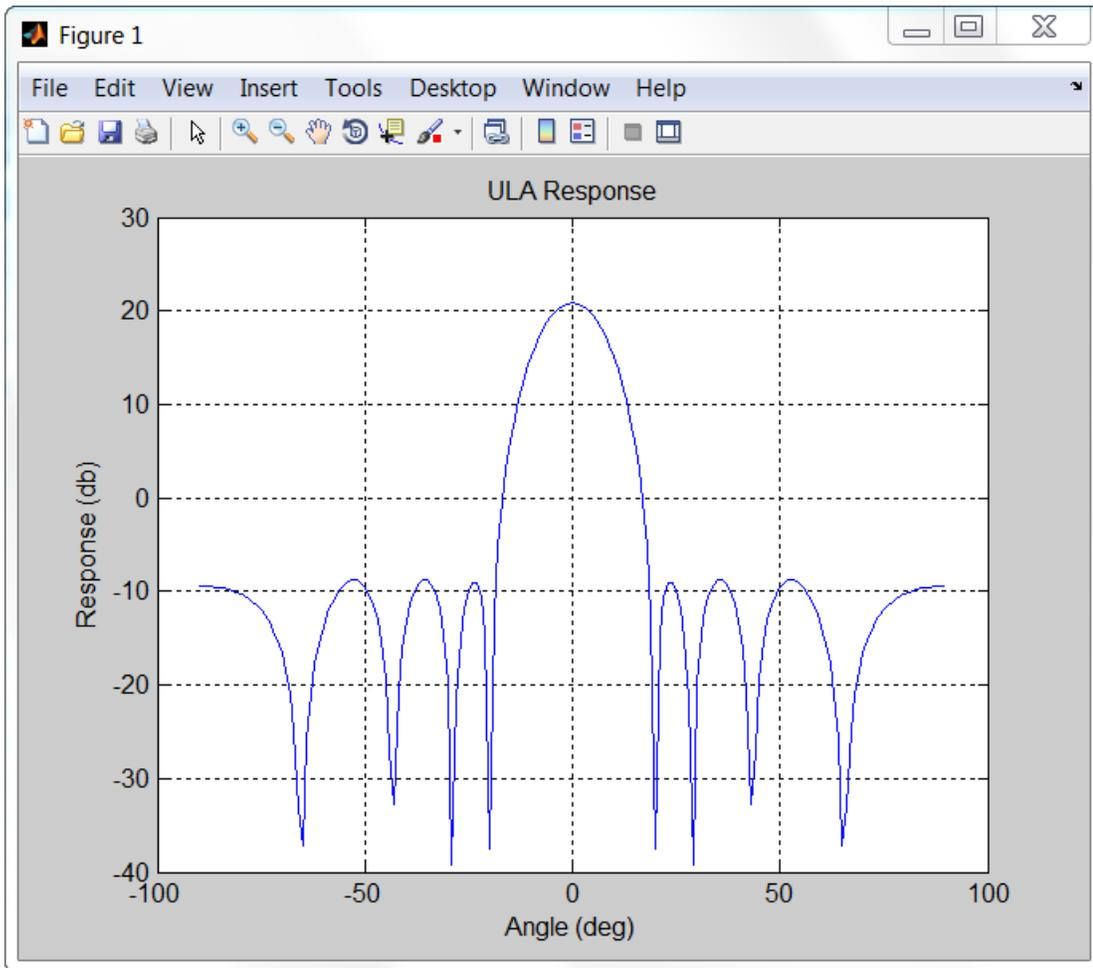 Figure 1
File Edit View Insert Tools Desktop Window Help
ULA Response
30
20
10
0
-10
-20
-30
-40
Response (db)
-100 -50 0 50 100
Angle (deg)